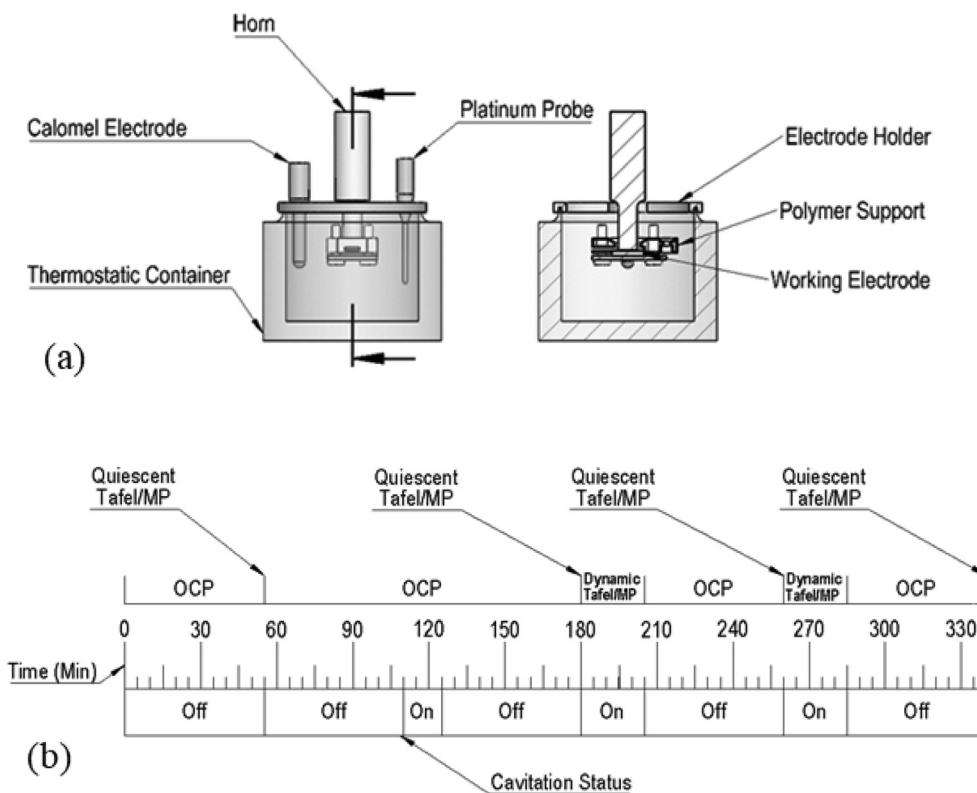 Horn
Calomel Electrode
Platinum Probe
Thermostatic Container
Electrode Holder
Polymer Support
Working Electrode
(a)
Quiescent
Tafel/MP
Quiescent
Tafel/MP
Quiescent
Tafel/MP
Quiescent
Tafel/MP
OCP
OCP
Dynamic
Tafel/MP
OCP
Dynamic
Tafel/MP
OCP
0 30 60 90 120 150 180 210 240 270 300 330
Time (Min)
Off Off On Off On Off On Off
(b)
Cavitation Status